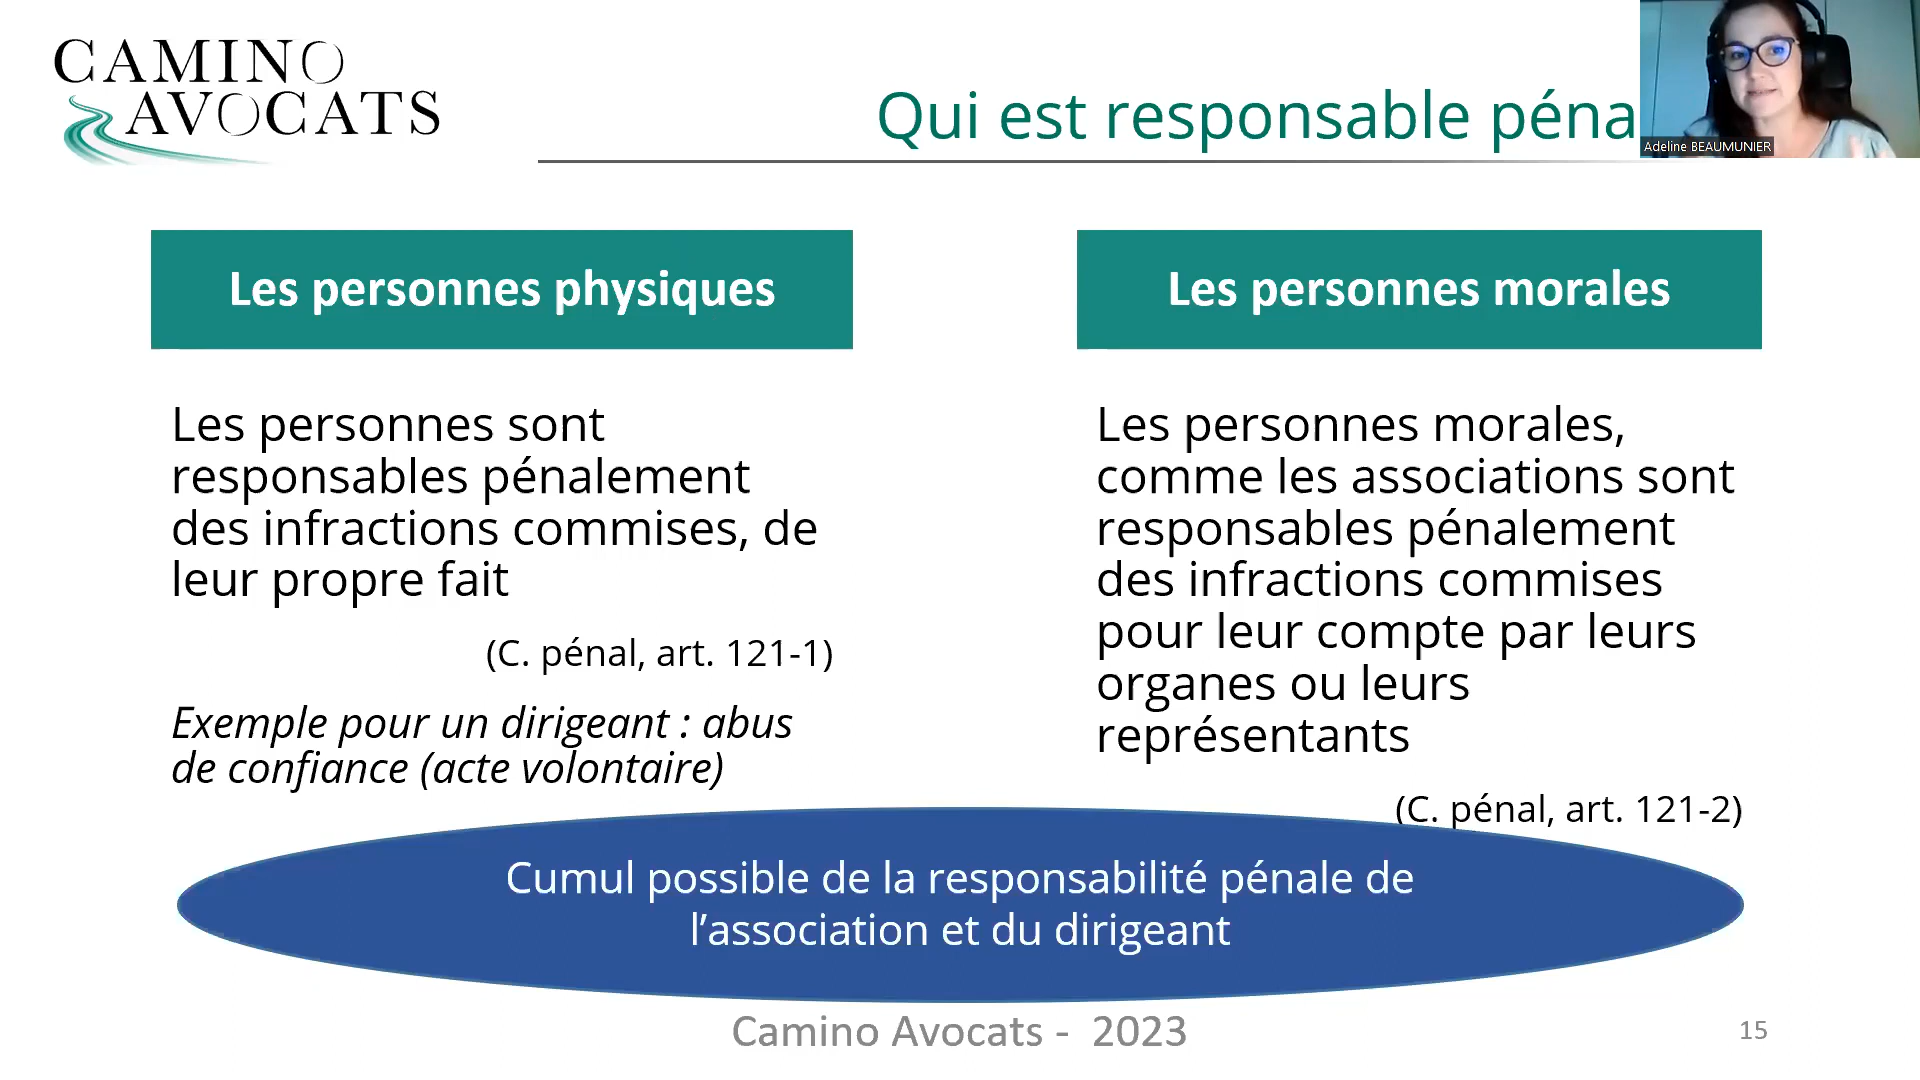 CAMINO
AVOCATS
Qui est responsable péna
Adeline BEAUMUNIER
Les personnes physiques
Les personnes sont
responsables pénalement
des infractions commises, de
leur propre fait
(C. pénal, art. 121-1)
Exemple pour un dirigeant : abus
de confiance (acte volontaire)
Les personnes morales
Les personnes morales,
comme les associations sont
responsables pénalement
des infractions commises
pour leur compte par leurs
organes ou leurs
représentants
(C. pénal, art. 121-2)
Cumul possible de la responsabilité pénale de
l’association et du dirigeant
Camino Avocats - 2023
15